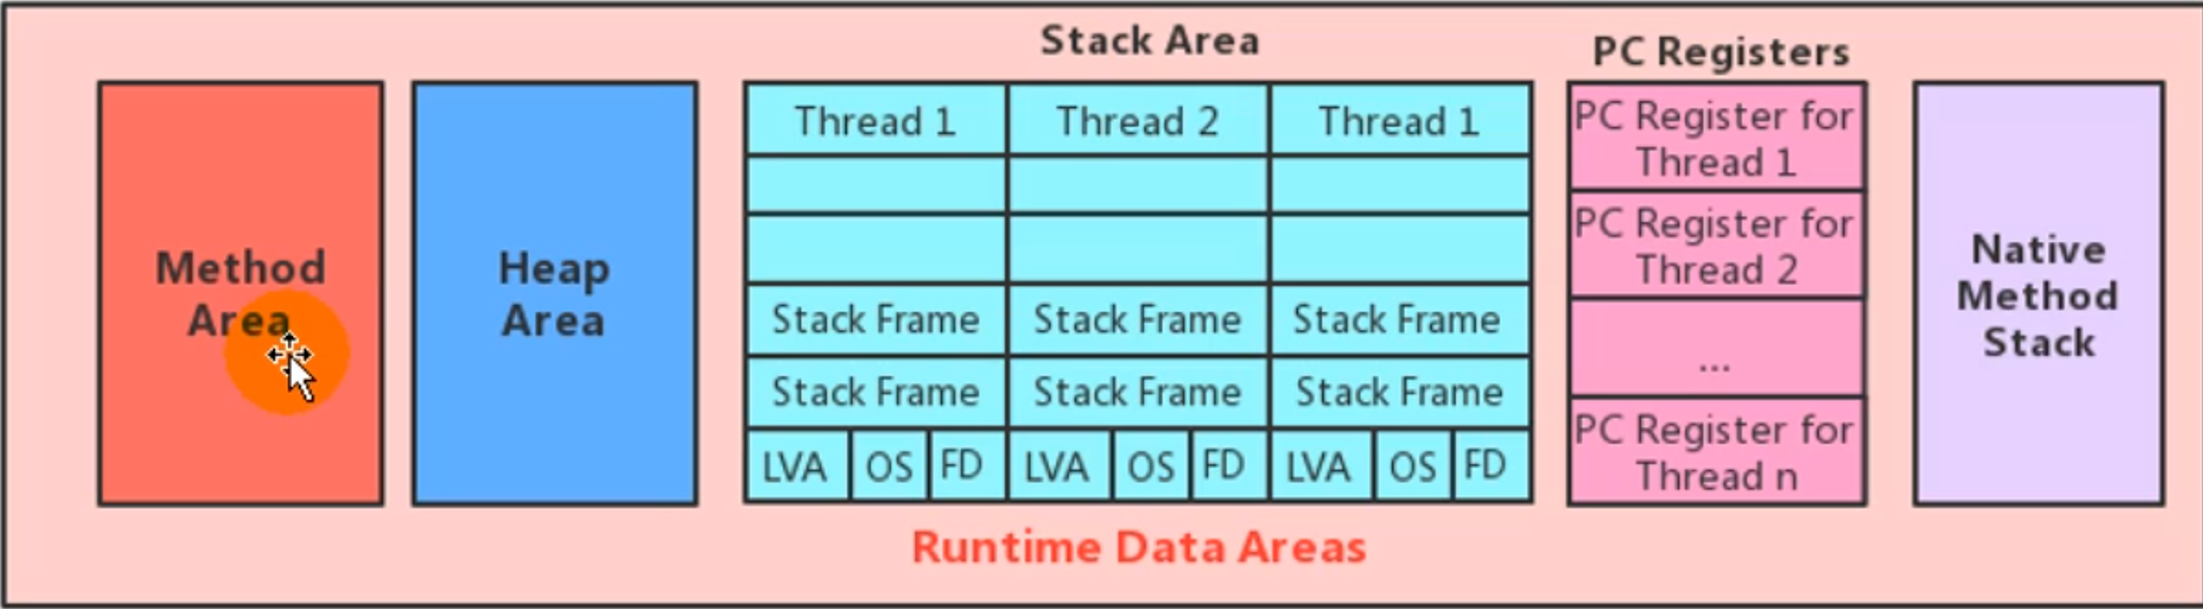 Stack Area
PC Registers
Method
Area
Heap
Area
Thread 1
Thread 2
Thread 1
Stack Frame
Stack Frame
Stack Frame
Stack Frame
Stack Frame
Stack Frame
LVA
OS
FD
LVA
OS
FD
LVA
OS
FD
PC Register for
Thread 1
PC Register for
Thread 2
...
PC Register for
Thread n
Native
Method
Stack
Runtime Data Areas